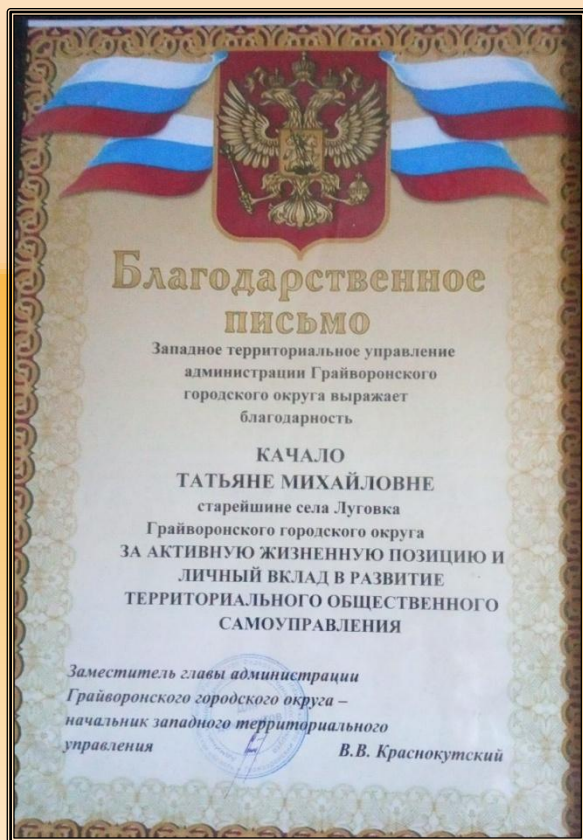 Благодарственное
письмо
Западное территориальное управление
администрации Грайворонского
городского округа выражает
благодарность
КАЧАЛО
ТАТЬЯНЕ МИХАЙЛОВНЕ
старейшине села Луговка
Грайворонского городского округа
ЗА АКТИВНУЮ ЖИЗНЕННУЮ ПОЗИЦИЮ И
ЛИЧНЫЙ ВКЛАД В РАЗВИТИЕ
ТЕРРИТОРИАЛЬНОГО ОБЩЕСТВЕННОГО
САМОУПРАВЛЕНИЯ
Заместитель главы администрации
Грайворонского городского округа –
начальник западного территориального
управления В.В. Краснокутский